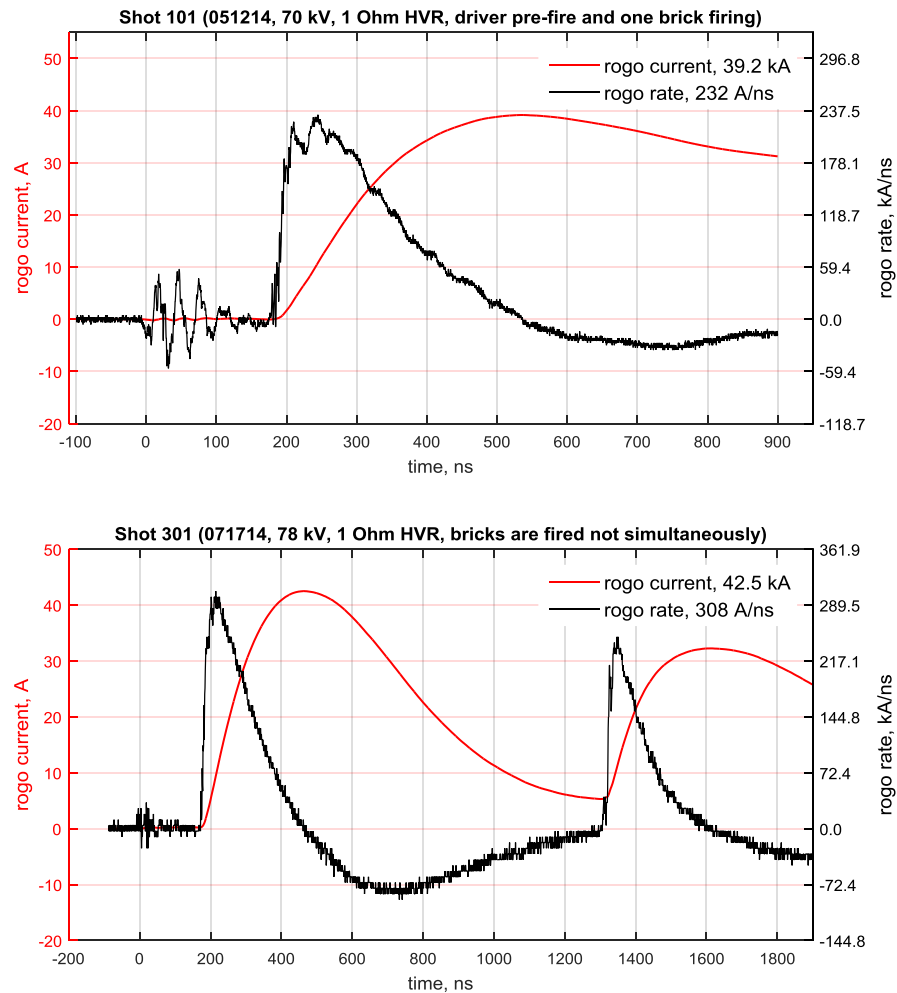 Shot 101 (051214, 70 kV, 1 Ohm HVR, driver pre-fire and one brick firing)
rogo current, 39.2 kA
rogo rate, 232 A/ns
50
40
30
20
10
0
-10
-20
rogo current, A
296.8
237.5
178.1
118.7
59.4
0.0
-59.4
-118.7
rogo rate, kA/ns
-100 0 100 200 300 400 500 600 700 800 900
time, ns
Shot 301 (071714, 78 kV, 1 Ohm HVR, bricks are fired not simultaneously)
rogo current, 42.5 kA
rogo rate, 308 A/ns
50
40
30
20
10
0
-10
-20
rogo current, A
361.9
289.5
217.1
144.8
72.4
0.0
-72.4
-144.8
rogo rate, kA/ns
-200 0 200 400 600 800 1000 1200 1400 1600 1800
time, ns